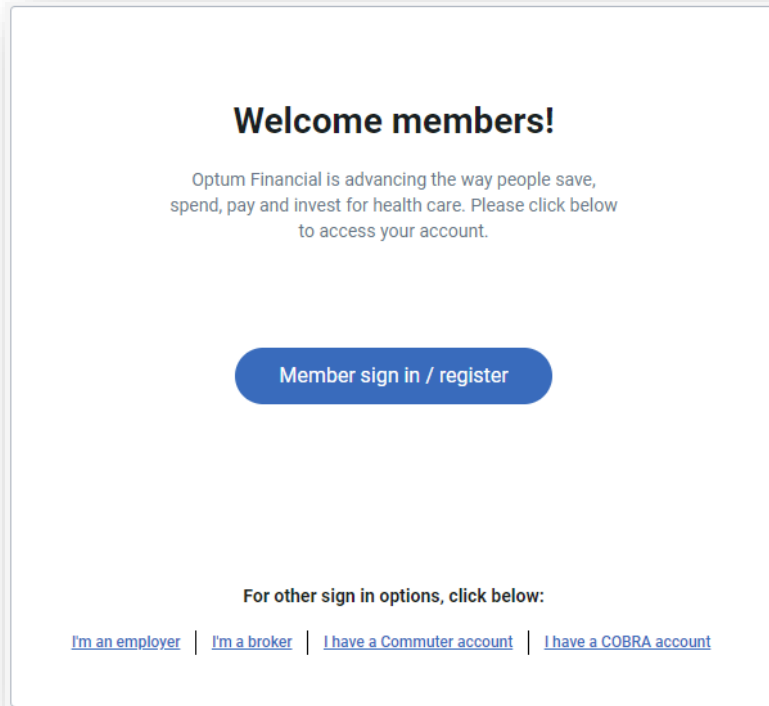 Welcome members!
Optum Financial is advancing the way people save,
spend, pay and invest for health care. Please click below
to access your account.
Member sign in / register
For other sign in options, click below:
I'm an employer | I'm a broker | I have a Commuter account | I have a COBRA account